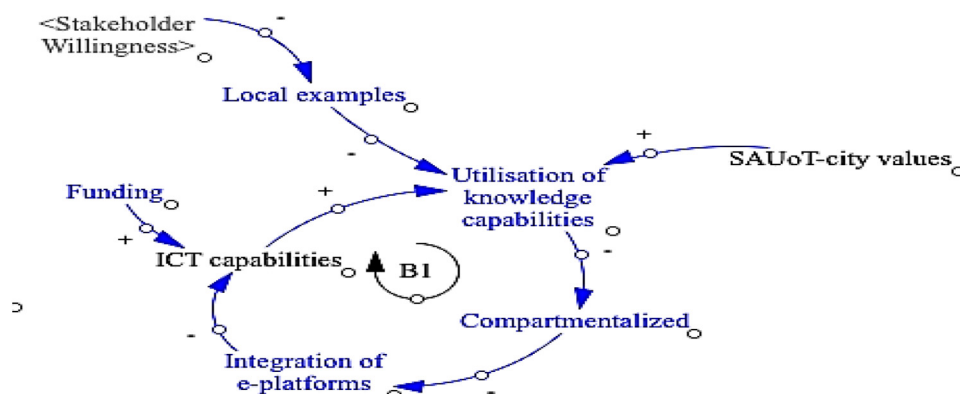 <Stakeholder
Willingness>
-
Local examples
-
+
SAUoT-city values
Utilisation of
knowledge
capabilities
+
Funding
+
ICT capabilities
B1
-
Compartmentalized
-
Integration of
e-platforms
-